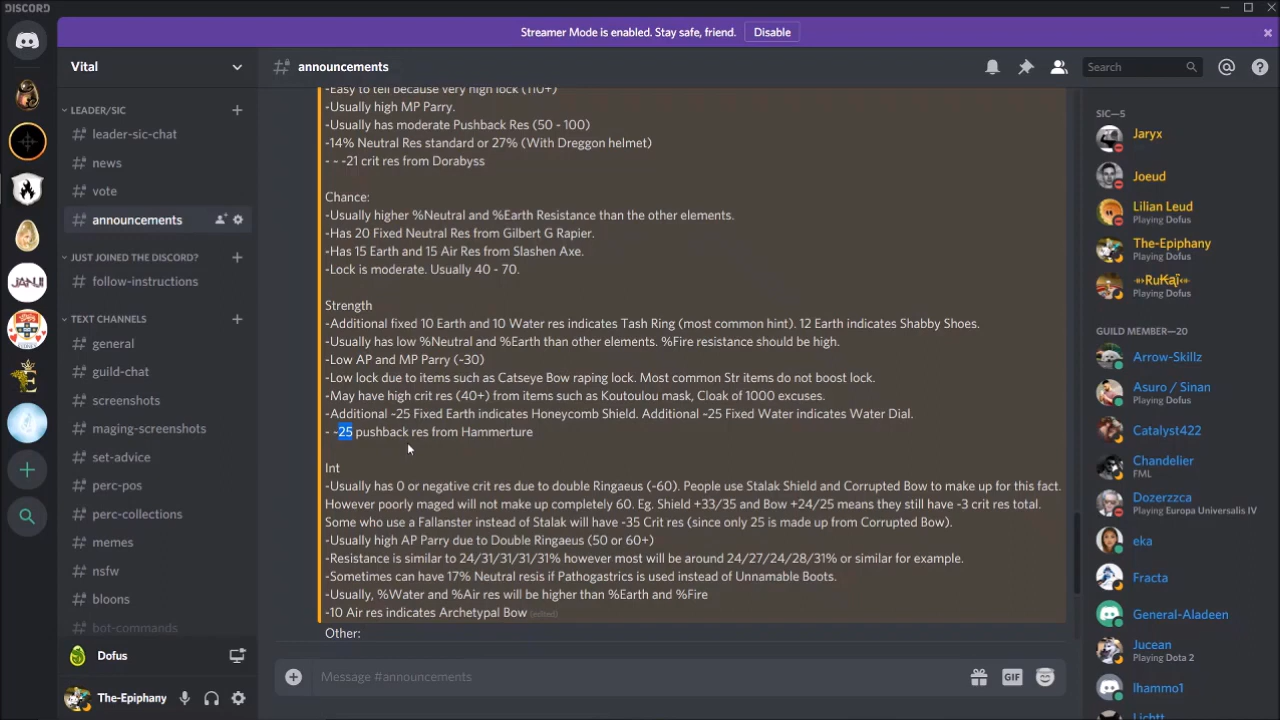 DISCORD
Streamer Mode is enabled. Stay safe, friend.
Disable
Vital
announcements
Search
LEADER/SIC
leader-sic-chat
news
vote
announcements
JUST JOINED THE DISCORD?
follow-instructions
TEXT CHANNELS
general
guild-chat
screenshots
maging-screenshots
set-advice
perc-pos
perc-collections
memes
nsfw
bloons
bot-commands
Dofus
The-Epiphany
JANJI
-Easy to tell because very high lock (110+)
-Usually high MP Parry.
-Usually has moderate Pushback Res (50 - 100)
-14% Neutral Res standard or 27% (With Dreggon helmet)
- ~ -21 crit res from Dorabyss
Chance:
-Usually higher %Neutral and %Earth Resistance than the other elements.
-Has 20 Fixed Neutral Res from Gilbert G Rapier.
-Has 15 Earth and 15 Air Res from Slashen Axe.
-Lock is moderate. Usually 40 - 70.
Strength
-Additional fixed 10 Earth and 10 Water res indicates Tash Ring (most common hint). 12 Earth indicates Shabby Shoes.
-Usually has low %Neutral and %Earth than other elements. %Fire resistance should be high.
-Low AP and MP Parry (-30)
-Low lock due to items such as Catseye Bow raping lock. Most common Str items do not boost lock.
-May have high crit res (40+) from items such as Koutoulou mask, Cloak of 1000 excuses.
-Additional ~25 Fixed Earth indicates Honeycomb Shield. Additional ~25 Fixed Water indicates Water Dial.
- ~25 pushback res from Hammerture
Int
-Usually has 0 or negative crit res due to double Ringaeus (-60). People use Stalak Shield and Corrupted Bow to make up for this fact.
However poorly maged will not make up completely 60. Eg. Shield +33/35 and Bow +24/25 means they still have -3 crit res total.
Some who use a Fallanster instead of Stalak will have -35 Crit res (since only 25 is made up from Corrupted Bow).
-Usually high AP Parry due to Double Ringaeus (50 or 60+)
-Resistance is similar to 24/31/31/31/31% however most will be around 24/27/24/28/31% or similar for example.
-Sometimes can have 17% Neutral resis if Pathogastrics is used instead of Unnamable Boots.
-Usually, %Water and %Air res will be higher than %Earth and %Fire
-10 Air res indicates Archetypal Bow (edited)
Other:
Message #announcements
GIF
SIC—5
Jaryx
Joeud
Lilian Leud
Playing Dofus
The-Epiphany
Playing Dofus
Playing Dofus
GUILD MEMBER—20
Arrow-Skillz
Asuro / Sinan
Playing Dofus
Catalyst422
Chandelier
FML
Dozerzzca
Playing Europa Universalis IV
eka
Fracta
General-Aladeen
Jucean
Playing Dota 2
lhammo1